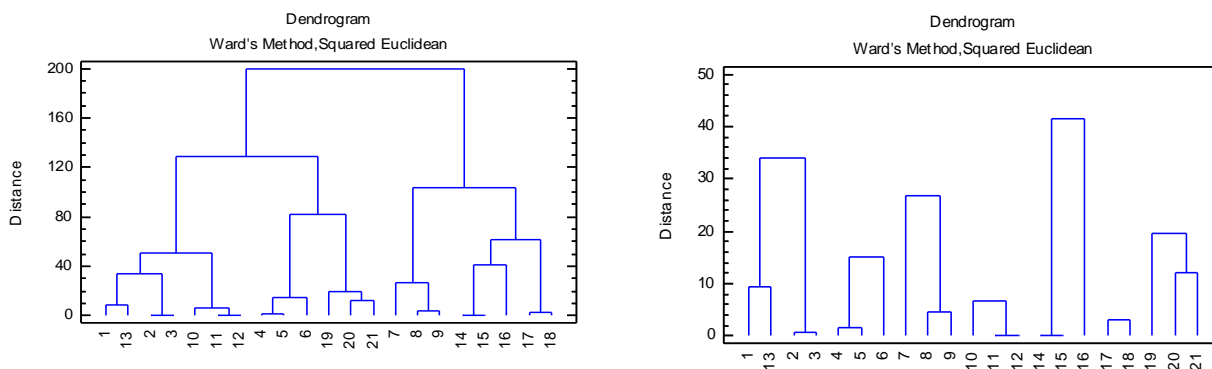 Dendrogram
Ward's Method,Squared Euclidean
Distance
200
160
120
80
40
0
1 13 2 3 10 11 12 4 5 6 19 20 21 7 8 9 14 15 16 17 18
Dendrogram
Ward's Method,Squared Euclidean
Distance
50
40
30
20
10
0
1 13 2 3 4 5 6 7 8 9 10 11 12 14 15 16 17 18 19 20 21